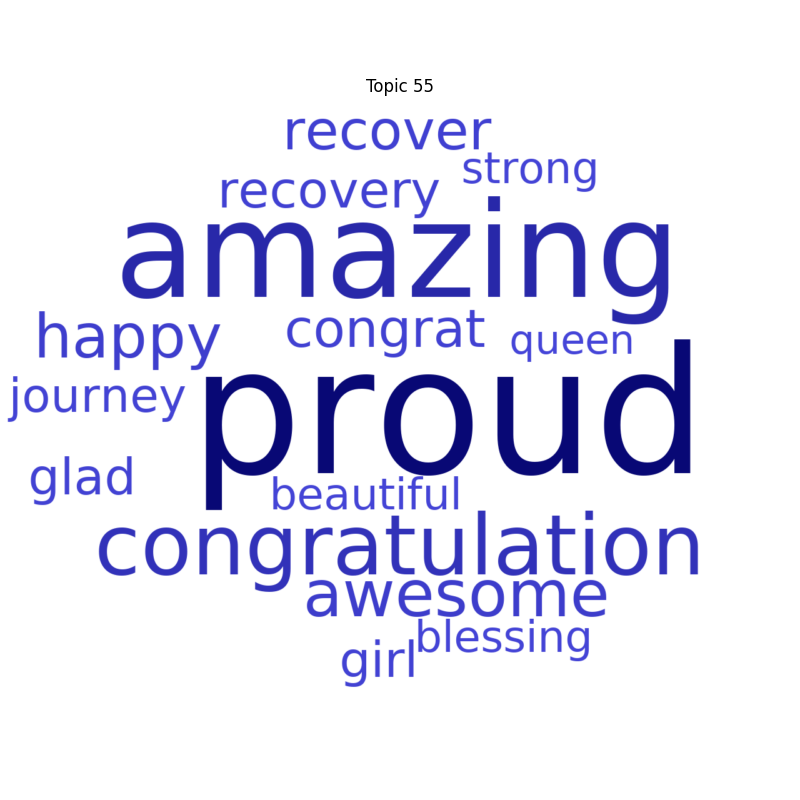 Topic 55
recover
strong
recovery
amazing
happy
congrat
queen
journey
proud
glad
beautiful
congratulation
awesome
blessing
girl